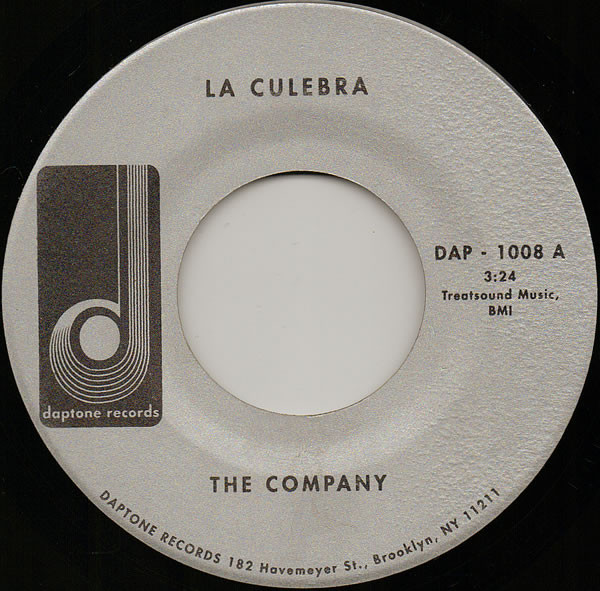 LA CULEBRA
DAP - 1008 A
3:24
Treatsound Music,
BMI
daptone records
THE COMPANY
DAPTONE RECORDS 182 Havemeyer St., Brooklyn, NY 11211